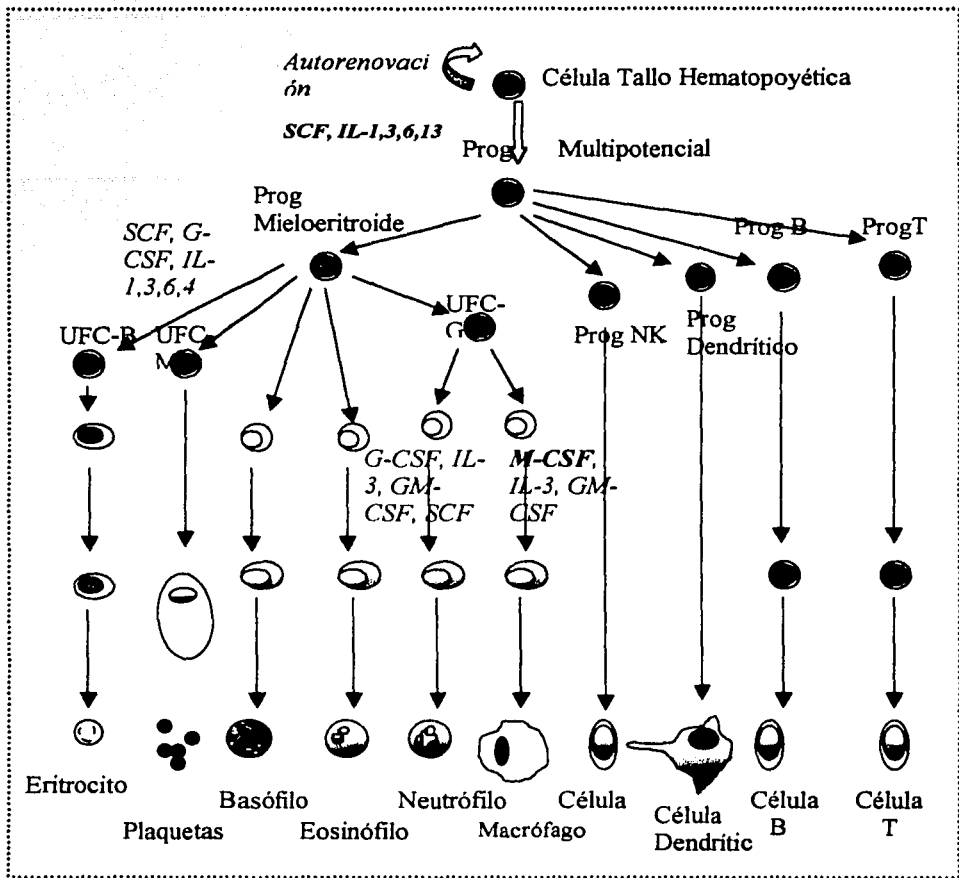 Autorenovaci
ón
Célula Tallo Hematopoyética
SCF, IL-1,3,6,13
Prog Multipotencial
Prog
Mieloeritroide
SCF, G-
CSF, IL-
1,3,6,4
Prog B
ProgT
UFC-
G
UFC-
UFC-
M
Prog NK
Prog
Dendrítico
G-CSF, IL-
3, GM-
CSF, SCF
M-CSF,
IL-3, GM-
CSF
Eritrocito
Plaquetas
Basófilo
Eosinófilo
Neutrófilo
Macrófago
Célula
Célula
Dendrític
Célula
B
Célula
T